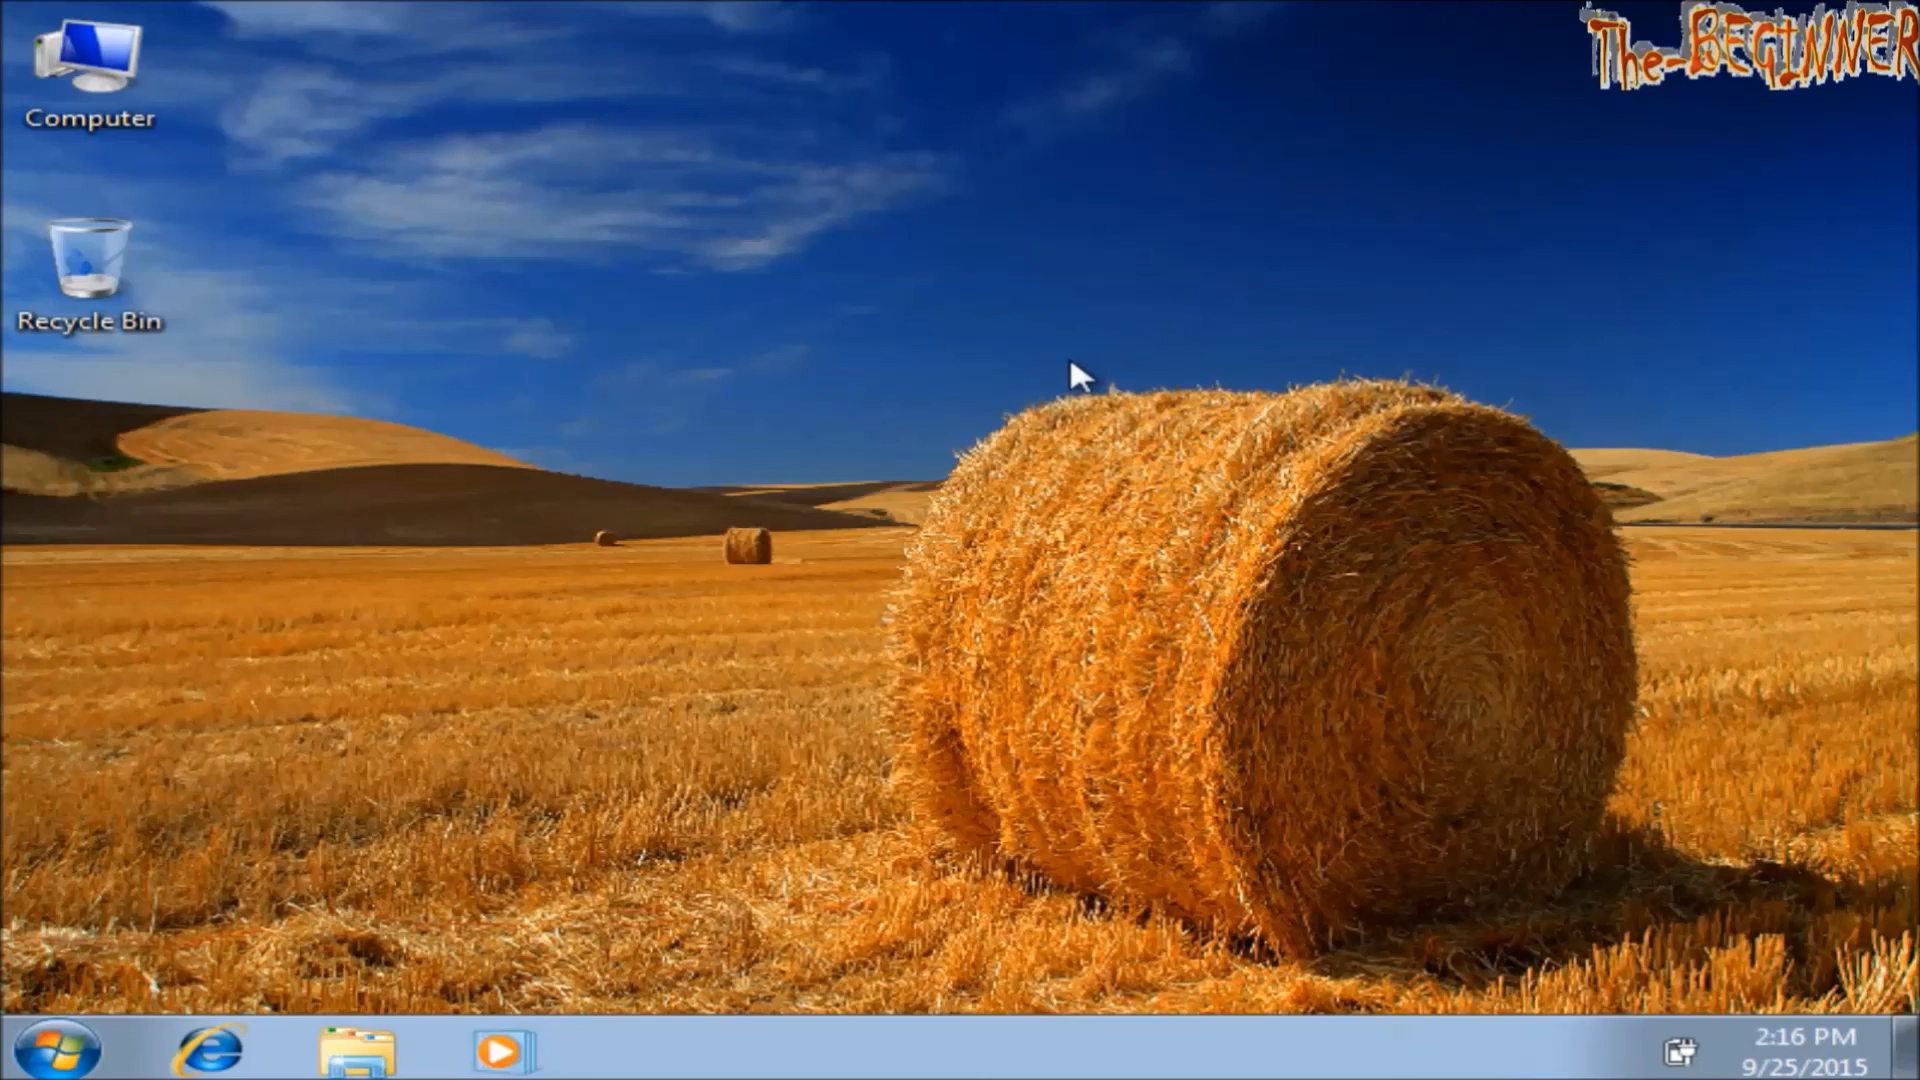 The-BEGINNER
Computer
Recycle Bin
2:16 PM
9/25/2015